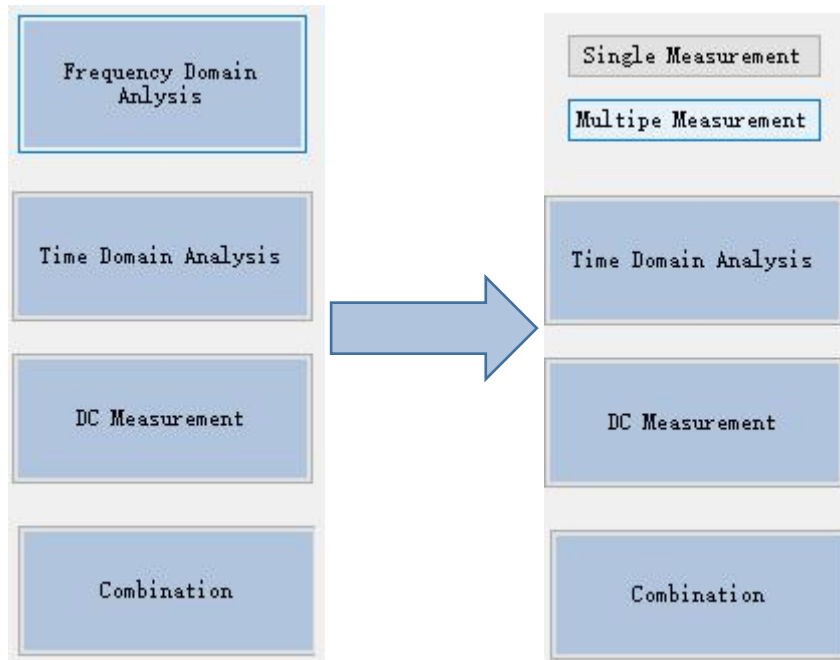 Frequency Domain
Anlysis
Time Domain Analysis
DC Measurement
Combination
Single Measurement
Multipe Measurement
Time Domain Analysis
DC Measurement
Combination